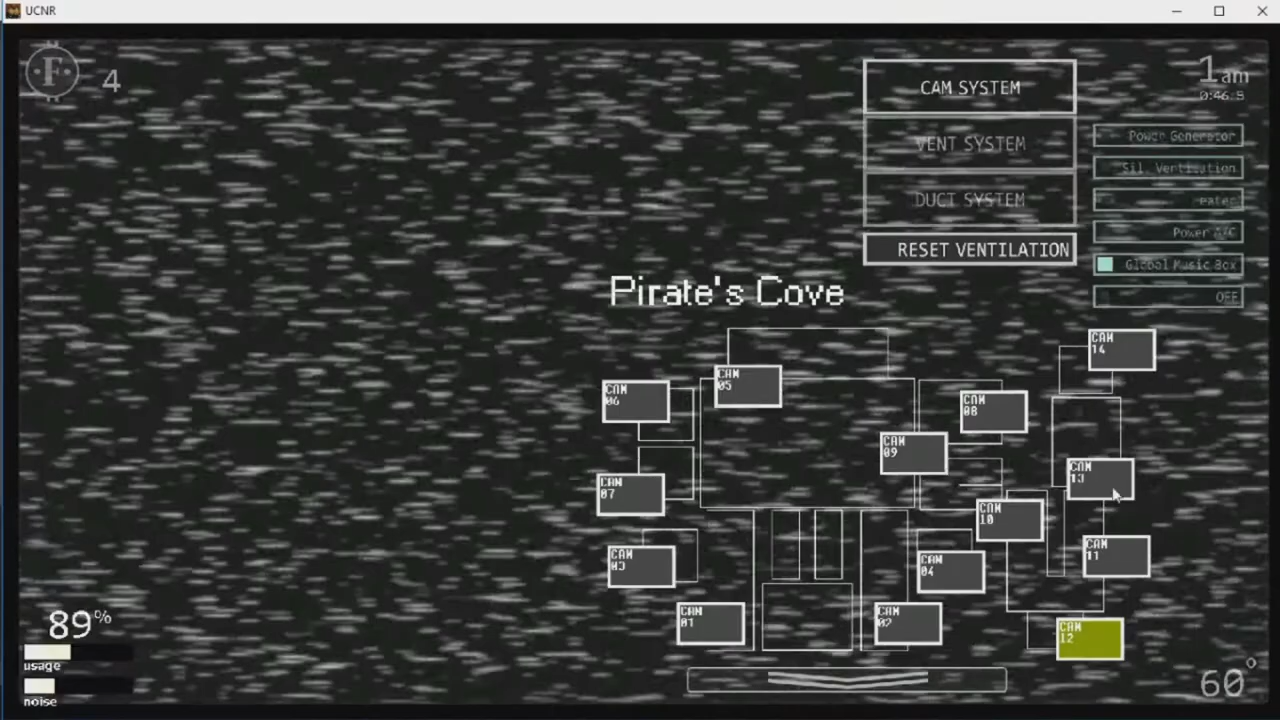 UCNR
F 4
CAM SYSTEM
1am
0:46.5
VENT SYSTEM
Power Generator
Sil. Ventilation
DUCT SYSTEM
Power A/C
RESET VENTILATION
Global Music Box
OFF
Pirate's Cove
CAM
14
CAM
05
CAM
06
CAM
08
CAM
09
CAM
13
CAM
07
CAM
10
CAM
11
CAM
03
CAM
04
CAM
01
CAM
02
CAM
12
89%
usage
noise
60°